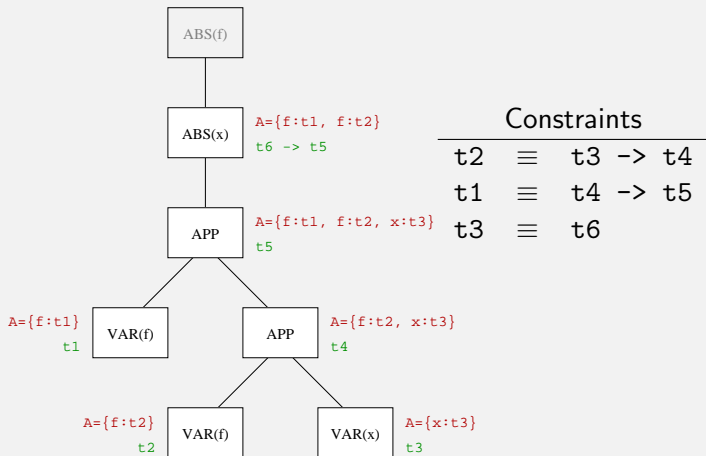 ABS(f)
ABS(x)
A={f:t1, f:t2}
t6 -> t5
APP
A={f:t1, f:t2, x:t3}
t5
A={f:t1}
t1
VAR(f)
APP
A={f:t2, x:t3}
t4
A={f:t2}
t2
VAR(f)
VAR(x)
A={x:t3}
t3
Constraints
t2 ≡ t3 -> t4
t1 ≡ t4 -> t5
t3 ≡ t6